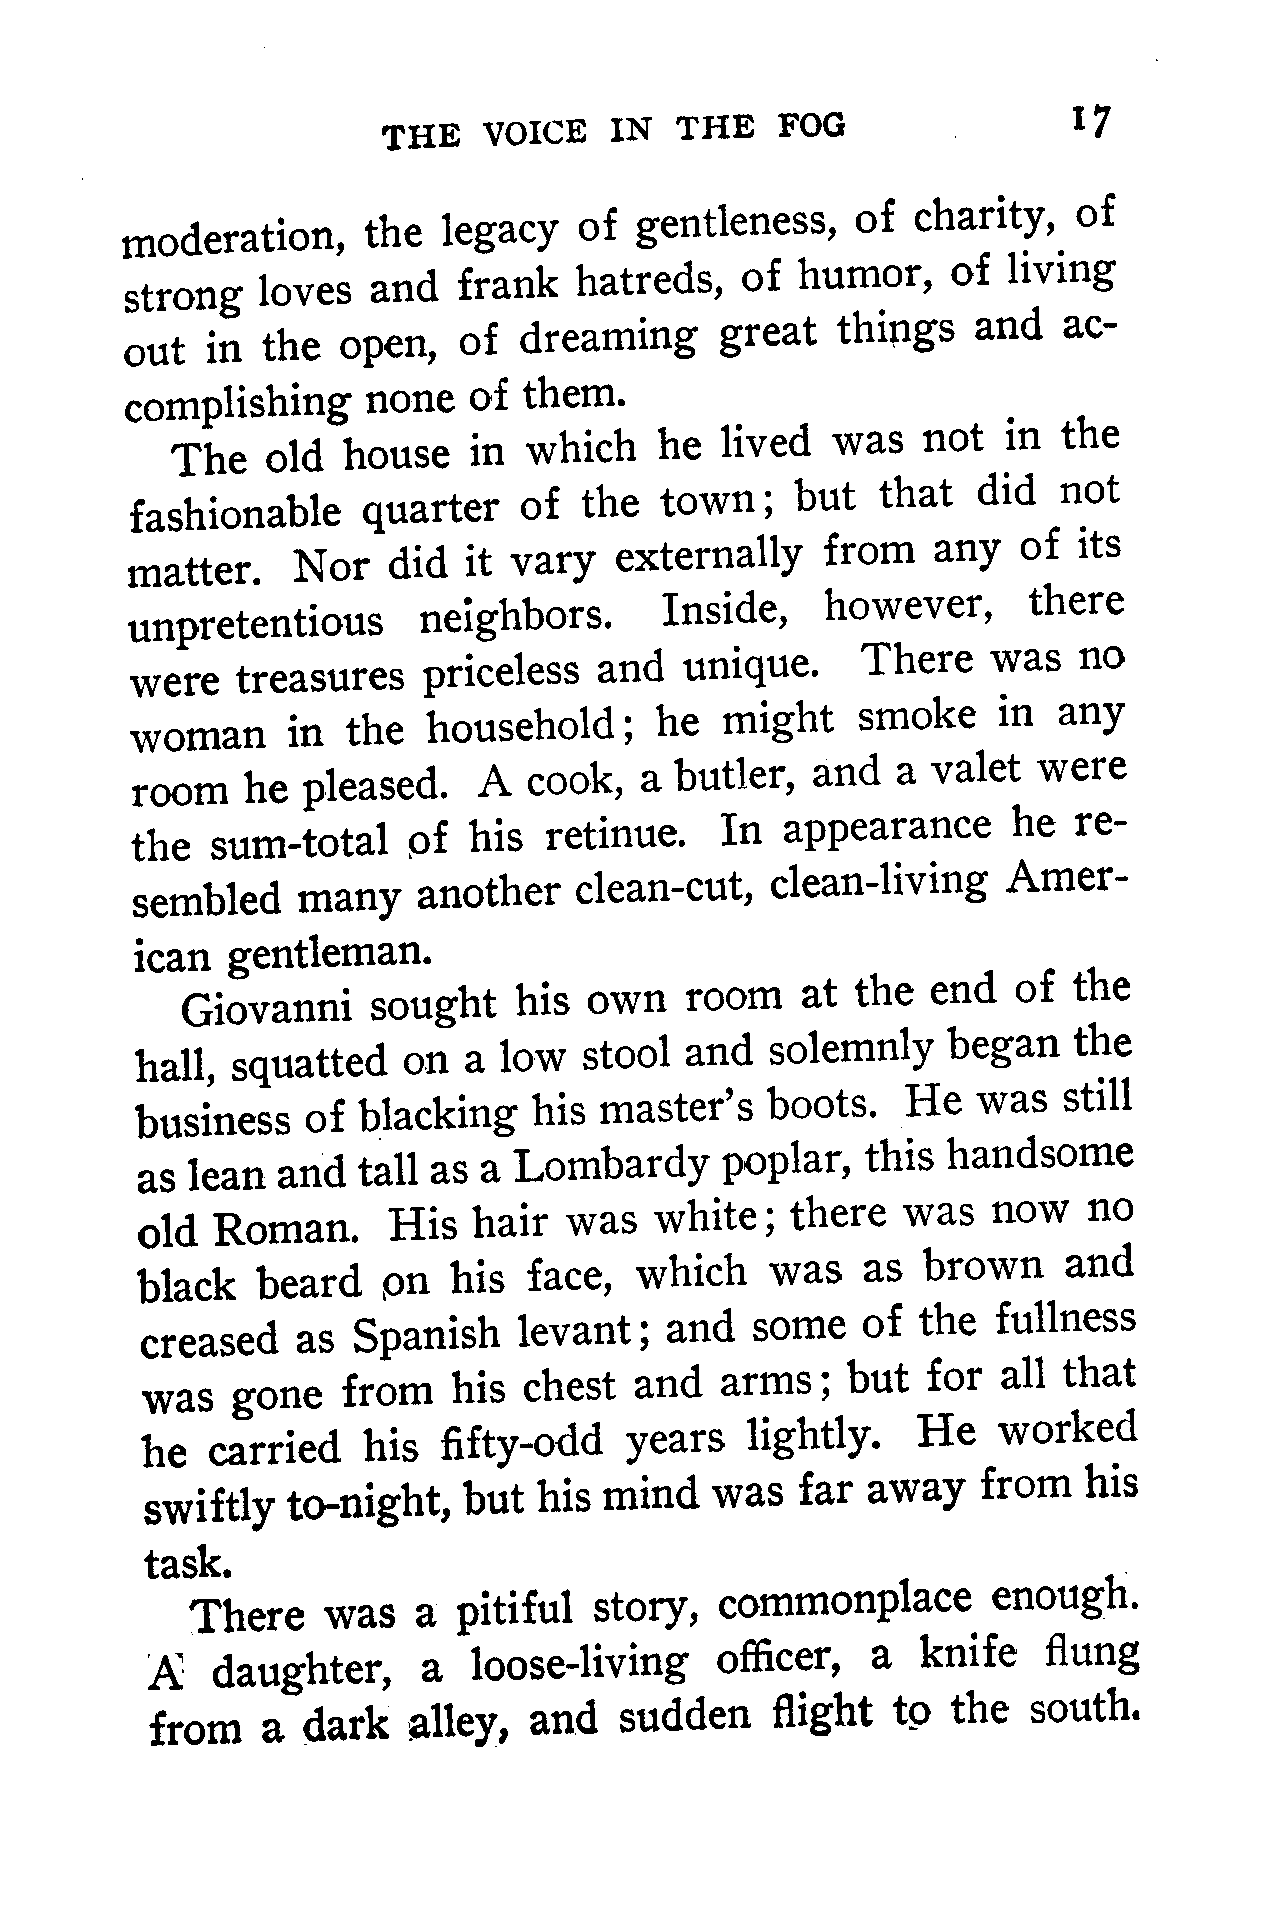 THE VOICE IN THE FOG 17
moderation, the legacy of gentleness, of charity, of
strong loves and frank hatreds, of humor, of living
out in the open, of dreaming great things and ac-
complishing none of them.
The old house in which he lived was not in the
fashionable quarter of the town; but that did not
matter. Nor did it vary externally from any of its
unpretentious neighbors. Inside, however, there
were treasures priceless and unique. There was no
woman in the household; he might smoke in any
room he pleased. A cook, a butler, and a valet were
the sum-total of his retinue. In appearance he re-
sembled many another clean-cut, clean-living Amer-
ican gentleman.
Giovanni sought his own room at the end of the
hall, squatted on a low stool and solemnly began the
business of blacking his master's boots. He was still
as lean and tall as a Lombardy poplar, this handsome
old Roman. His hair was white; there was now no
black beard on his face, which was as brown and
creased as Spanish levant; and some of the fullness
was gone from his chest and arms; but for all that
he carried his fifty-odd years lightly. He worked
swiftly to-night, but his mind was far away from his
task.
There was a pitiful story, commonplace enough.
A daughter, a loose-living officer, a knife flung
from a dark alley, and sudden flight to the south.